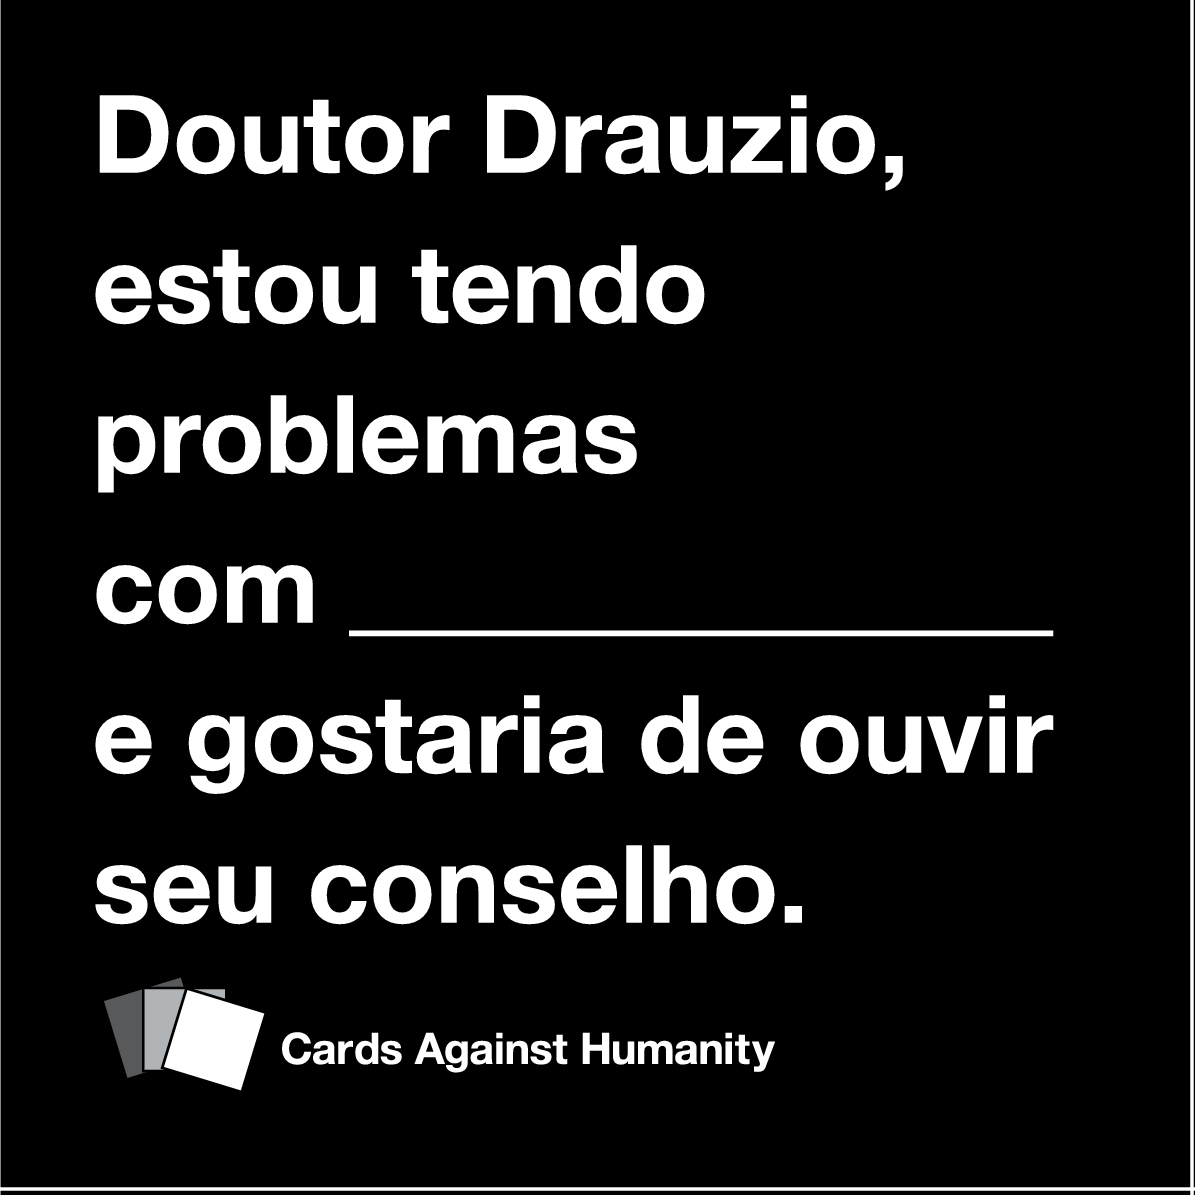 Doutor Drauzio,
estou tendo
problemas
com ________________
e gostaria de ouvir
seu conselho.
Cards Against Humanity